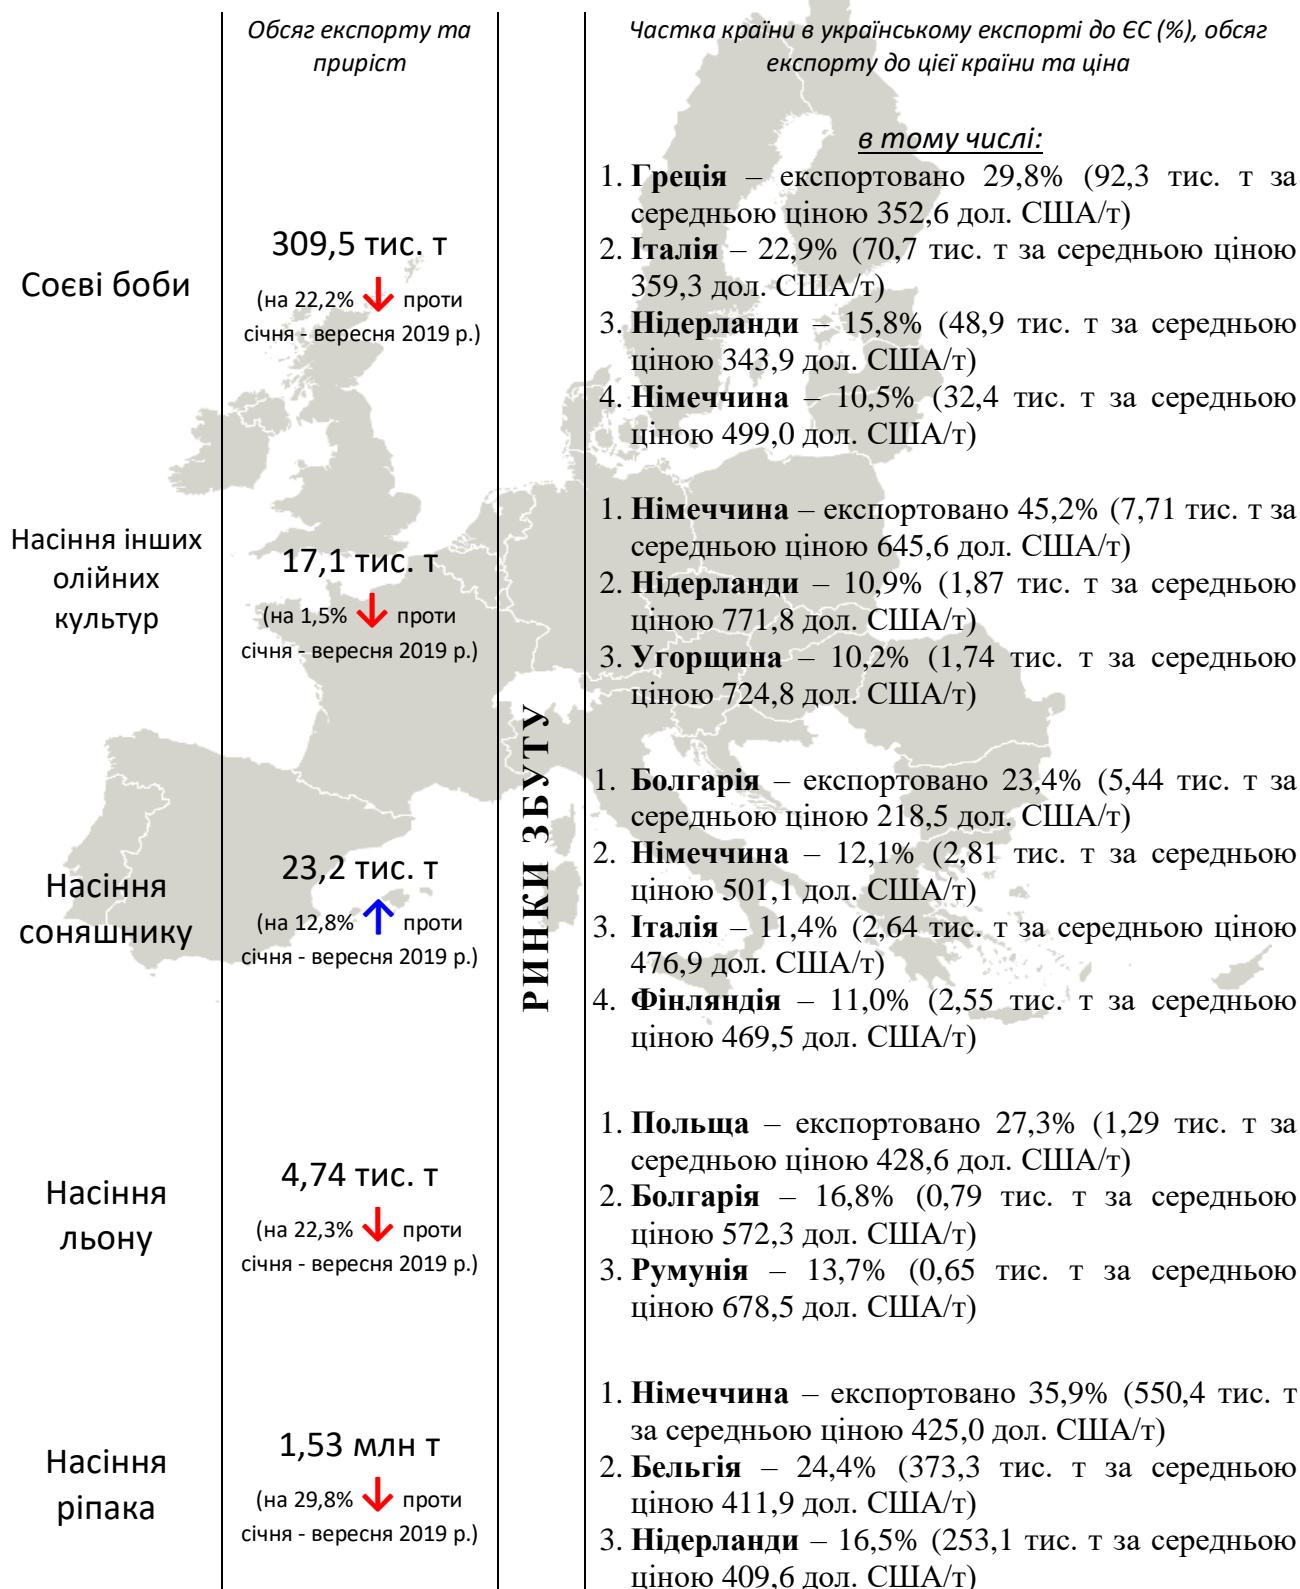 Обсяг експорту та
приріст
Частка країни в українському експорті до ЄС (%), обсяг
експорту до цієї країни та ціна
в тому числі:
Соєві боби
309,5 тис. т
(на 22,2% ↓ проти
січня - вересня 2019 р.)
1. Греція – експортовано 29,8% (92,3 тис. т за
середньою ціною 352,6 дол. США/т)
2. Італія – 22,9% (70,7 тис. т за середньою ціною
359,3 дол. США/т)
3. Нідерланди – 15,8% (48,9 тис. т за середньою
ціною 343,9 дол. США/т)
4. Німеччина – 10,5% (32,4 тис. т за середньою
ціною 499,0 дол. США/т)
Насіння інших
олійних
культур
17,1 тис. т
(на 1,5% ↓ проти
січня - вересня 2019 р.)
1. Німеччина – експортовано 45,2% (7,71 тис. т за
середньою ціною 645,6 дол. США/т)
2. Нідерланди – 10,9% (1,87 тис. т за середньою
ціною 771,8 дол. США/т)
3. Угорщина – 10,2% (1,74 тис. т за середньою
ціною 724,8 дол. США/т)
РИНКИ ЗБУТУ
Насіння
соняшнику
23,2 тис. т
(на 12,8% ↑ проти
січня - вересня 2019 р.)
1. Болгарія – експортовано 23,4% (5,44 тис. т за
середньою ціною 218,5 дол. США/т)
2. Німеччина – 12,1% (2,81 тис. т за середньою
ціною 501,1 дол. США/т)
3. Італія – 11,4% (2,64 тис. т за середньою ціною
476,9 дол. США/т)
4. Фінляндія – 11,0% (2,55 тис. т за середньою
ціною 469,5 дол. США/т)
Насіння
льону
4,74 тис. т
(на 22,3% ↓ проти
січня - вересня 2019 р.)
1. Польща – експортовано 27,3% (1,29 тис. т за
середньою ціною 428,6 дол. США/т)
2. Болгарія – 16,8% (0,79 тис. т за середньою
ціною 572,3 дол. США/т)
3. Румунія – 13,7% (0,65 тис. т за середньою
ціною 678,5 дол. США/т)
Насіння
ріпака
1,53 млн т
(на 29,8% ↓ проти
січня - вересня 2019 р.)
1. Німеччина – експортовано 35,9% (550,4 тис. т
за середньою ціною 425,0 дол. США/т)
2. Бельгія – 24,4% (373,3 тис. т за середньою
ціною 411,9 дол. США/т)
3. Нідерланди – 16,5% (253,1 тис. т за середньою
ціною 409,6 дол. США/т)